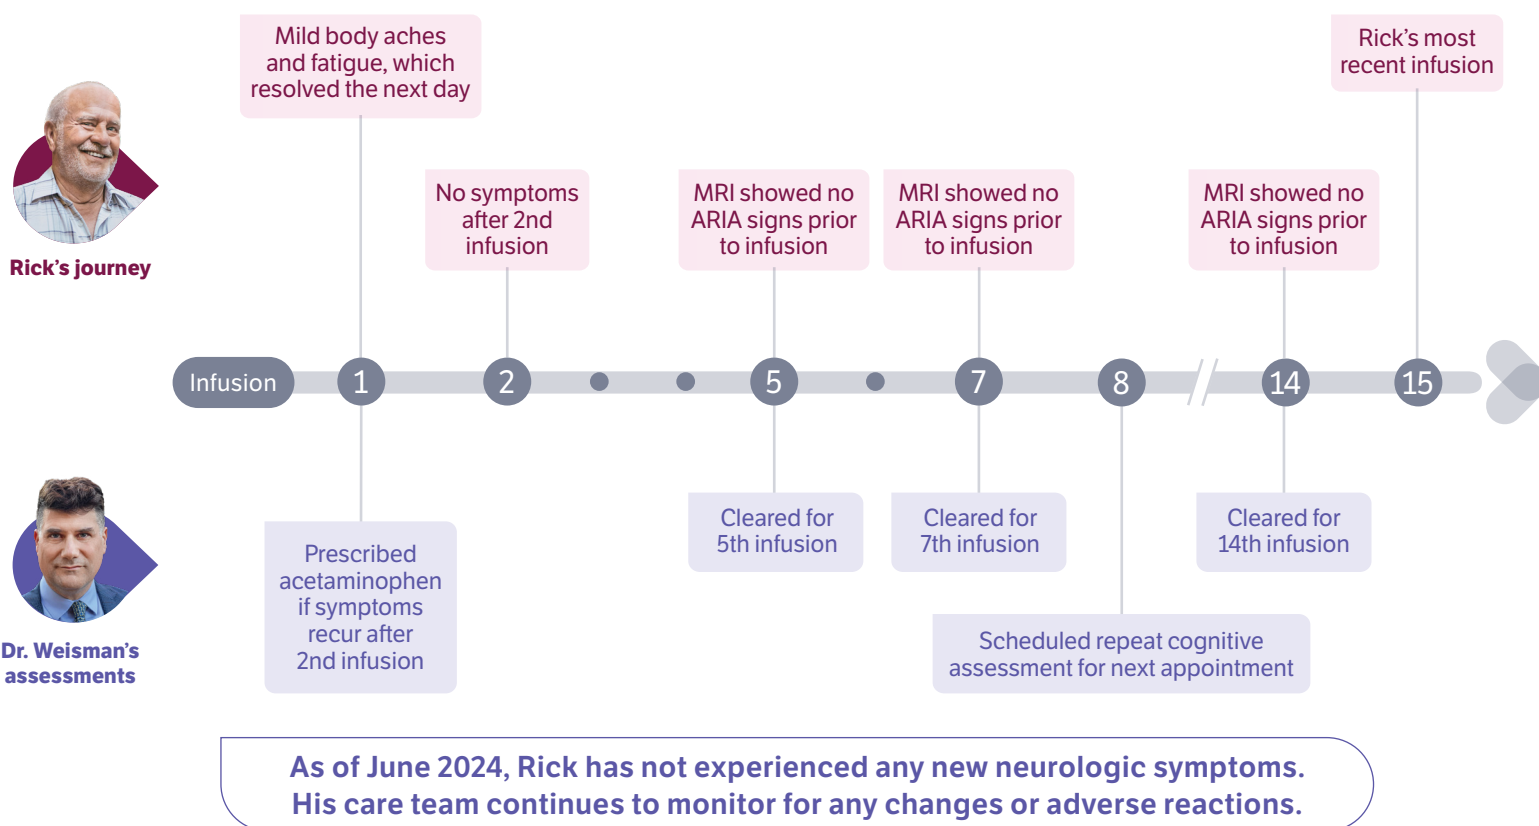 Mild body aches
and fatigue, which
resolved the next day
Rick's most
recent infusion
No symptoms
after 2nd
infusion
MRI showed no
ARIA signs prior
to infusion
MRI showed no
ARIA signs prior
to infusion
MRI showed no
ARIA signs prior
to infusion
Rick's journey
Infusion
1
2
5
7
8
14
15
Prescribed
acetaminophen
if symptoms
recur after
2nd infusion
Cleared for
5th infusion
Cleared for
7th infusion
Cleared for
14th infusion
Scheduled repeat cognitive
assessment for next appointment
Dr. Weisman's
assessments
As of June 2024, Rick has not experienced any new neurologic symptoms.
His care team continues to monitor for any changes or adverse reactions.